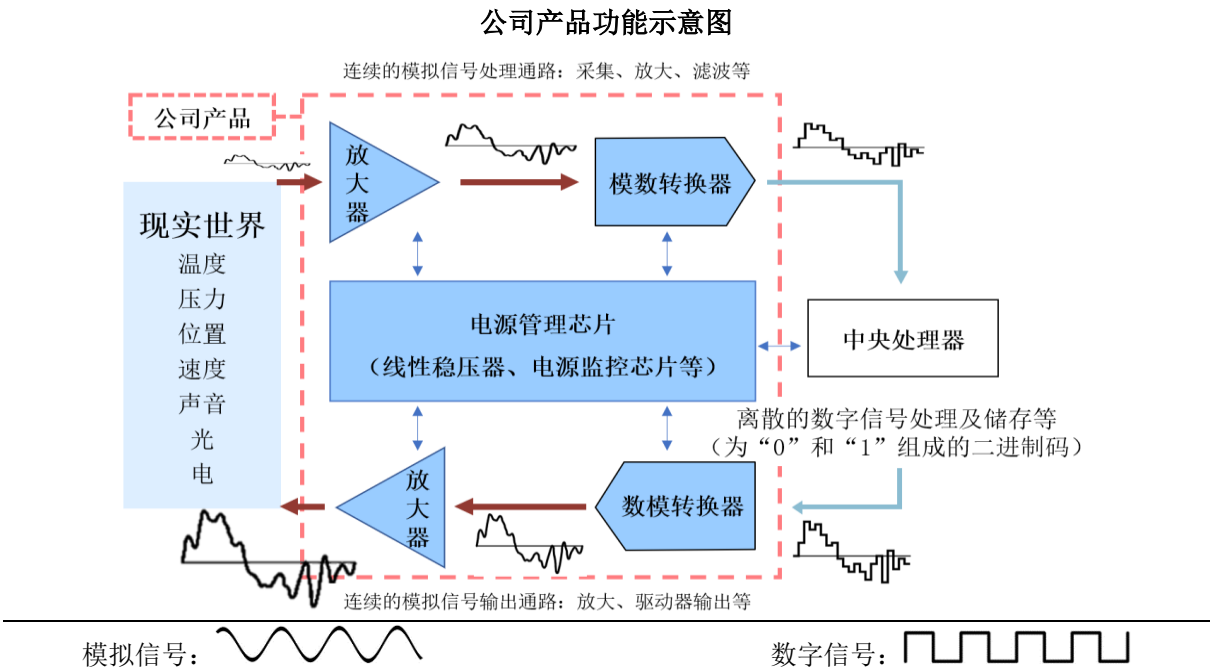 公司产品功能示意图
连续的模拟信号处理通路：采集、放大、滤波等
公司产品
放大器
模数转换器
现实世界
温度
压力
位置
速度
声音
光
电
电源管理芯片
（线性稳压器、电源监控芯片等）
中央处理器
离散的数字信号处理及储存等
（为“0”和“1”组成的二进制码）
放大器
数模转换器
连续的模拟信号输出通路：放大、驱动器输出等
模拟信号：
数字信号：